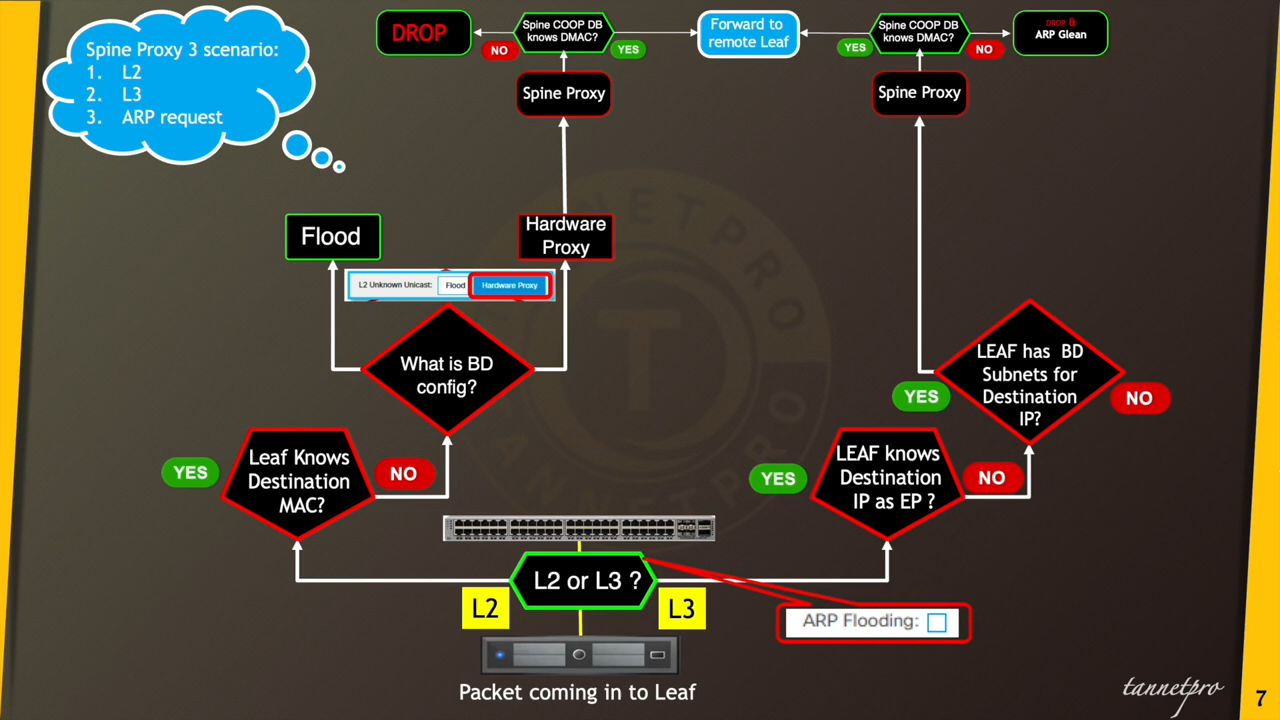 Spine Proxy 3 scenario:
1. L2
2. L3
3. ARP request
DROP
NO
Spine COOP DB
knows DMAC?
YES
Forward to
remote Leaf
YES
Spine COOP DB
knows DMAC?
NO
DROP &
ARP Glean
Spine Proxy
Spine Proxy
Flood
Hardware
Proxy
L2 Unknown Unicast:
Flood
Hardware Proxy
What is BD
config?
LEAF has BD
Subnets for
Destination
IP?
YES
NO
YES
Leaf Knows
Destination
MAC?
NO
YES
LEAF knows
Destination
IP as EP ?
NO
L2 or L3 ?
L2
L3
ARP Flooding:
Packet coming in to Leaf
TANNETPRO
TANNETPRO
T
tannetpro
7